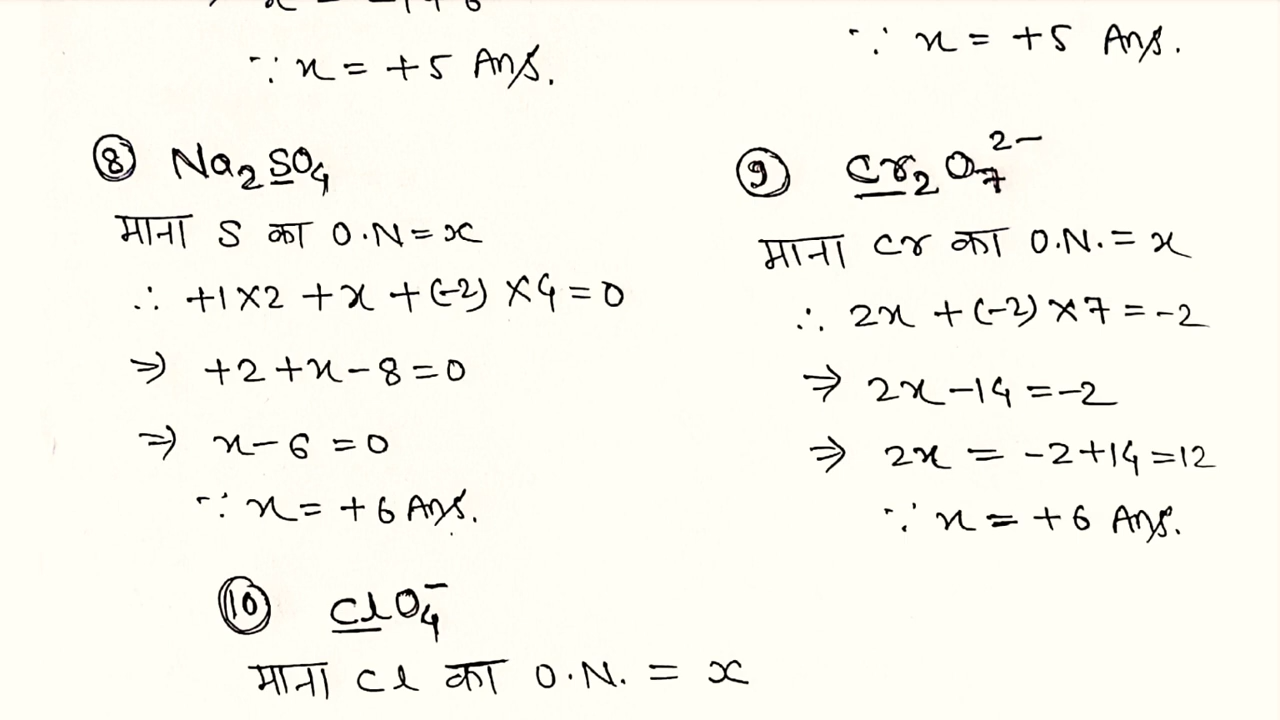 ∵ x = +5 Ans.
⑧ Na₂SO₄
माना S का O.N = x
∴ +1×2 + x + (-2) ×4 = 0
⇒ +2 + x - 8 = 0
⇒ x - 6 = 0
∵ x = +6 Ans.
∵ x = +5 Ans.
⑨ Cr₂O₇²⁻
माना Cr का O.N. = x
∴ 2x + (-2) ×7 = -2
⇒ 2x - 14 = -2
⇒ 2x = -2+14 = 12
∵ x = +6 Ans.
⑩ ClO₄⁻
माना Cl का O.N. = x